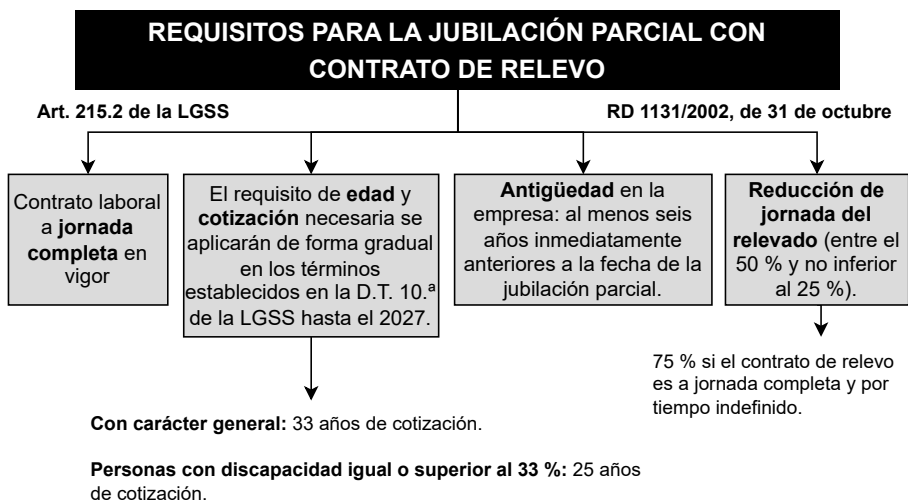 REQUISITOS PARA LA JUBILACIÓN PARCIAL CON
CONTRATO DE RELEVO
Art. 215.2 de la LGSS
RD 1131/2002, de 31 de octubre
Contrato laboral
a jornada
completa en
vigor
El requisito de edad y
cotización necesaria se
aplicarán de forma gradual
en los términos
establecidos en la D.T. 10.ª
de la LGSS hasta el 2027.
Antigüedad en la
empresa: al menos seis
años inmediatamente
anteriores a la fecha de la
jubilación parcial.
Reducción de
jornada del
relevado (entre el
50 % y no inferior
al 25 %).
75 % si el contrato de relevo
es a jornada completa y por
tiempo indefinido.
Con carácter general: 33 años de cotización.
Personas con discapacidad igual o superior al 33 %: 25 años
de cotización.